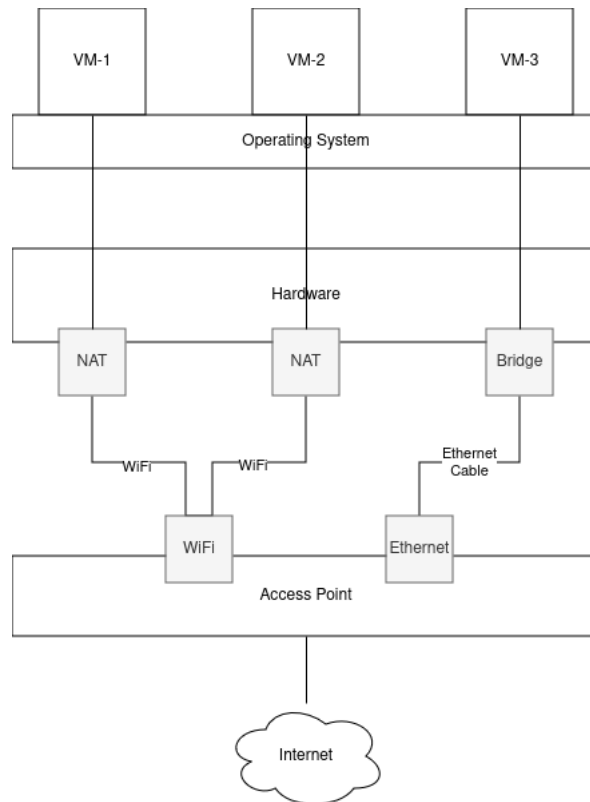 VM-1
VM-2
VM-3
Operating System
Hardware
NAT
NAT
Bridge
WiFi
WiFi
Ethernet
Cable
WiFi
Ethernet
Access Point
Internet